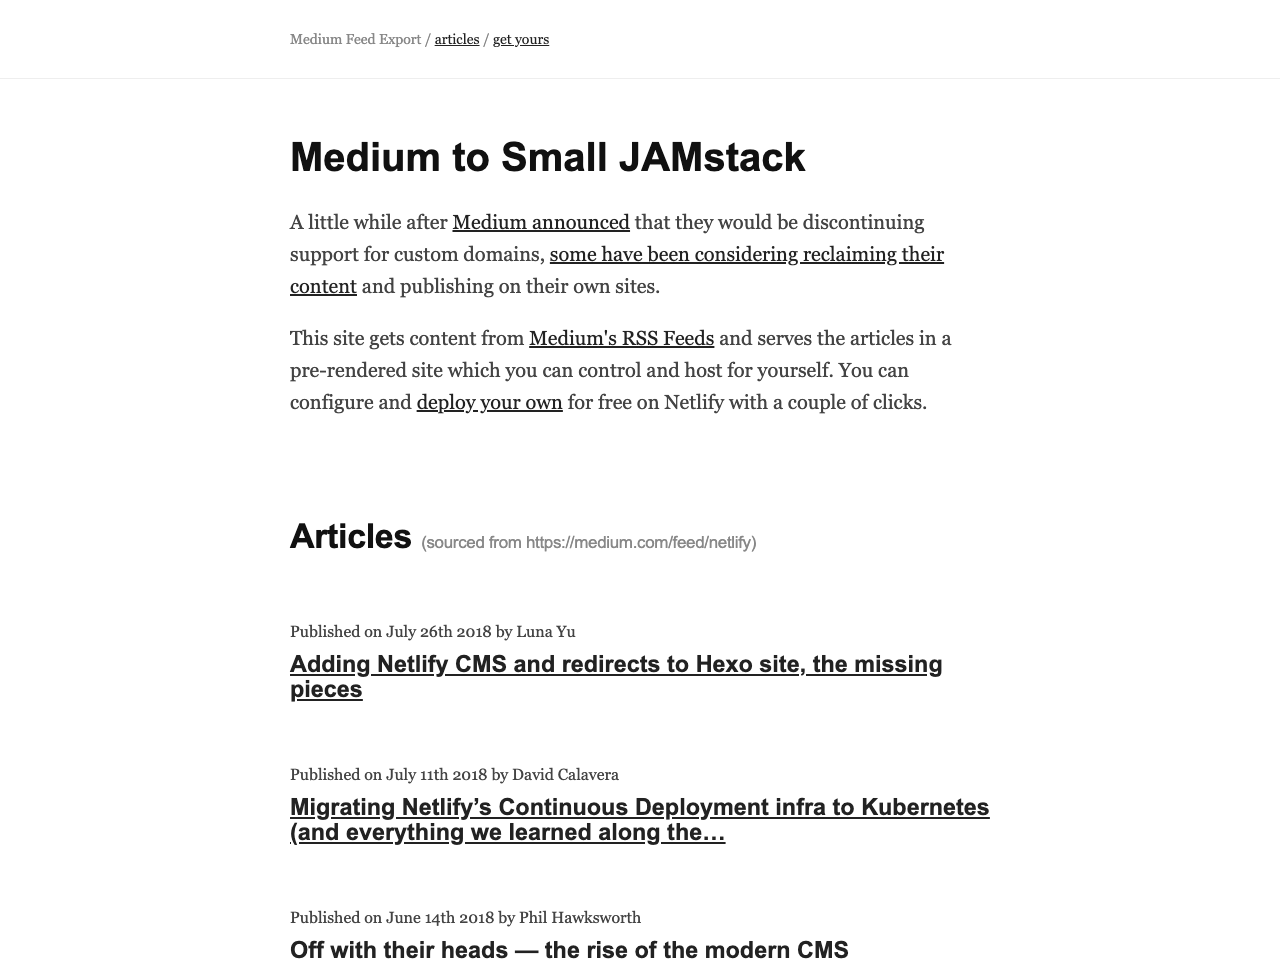 Medium Feed Export / articles / get yours
Medium to Small JAMstack
A little while after Medium announced that they would be discontinuing
support for custom domains, some have been considering reclaiming their
content and publishing on their own sites.
This site gets content from Medium's RSS Feeds and serves the articles in a
pre-rendered site which you can control and host for yourself. You can
configure and deploy your own for free on Netlify with a couple of clicks.
Articles (sourced from https://medium.com/feed/netlify)
Published on July 26th 2018 by Luna Yu
Adding Netlify CMS and redirects to Hexo site, the missing
pieces
Published on July 11th 2018 by David Calavera
Migrating Netlify’s Continuous Deployment infra to Kubernetes
(and everything we learned along the…
Published on June 14th 2018 by Phil Hawksworth
Off with their heads — the rise of the modern CMS